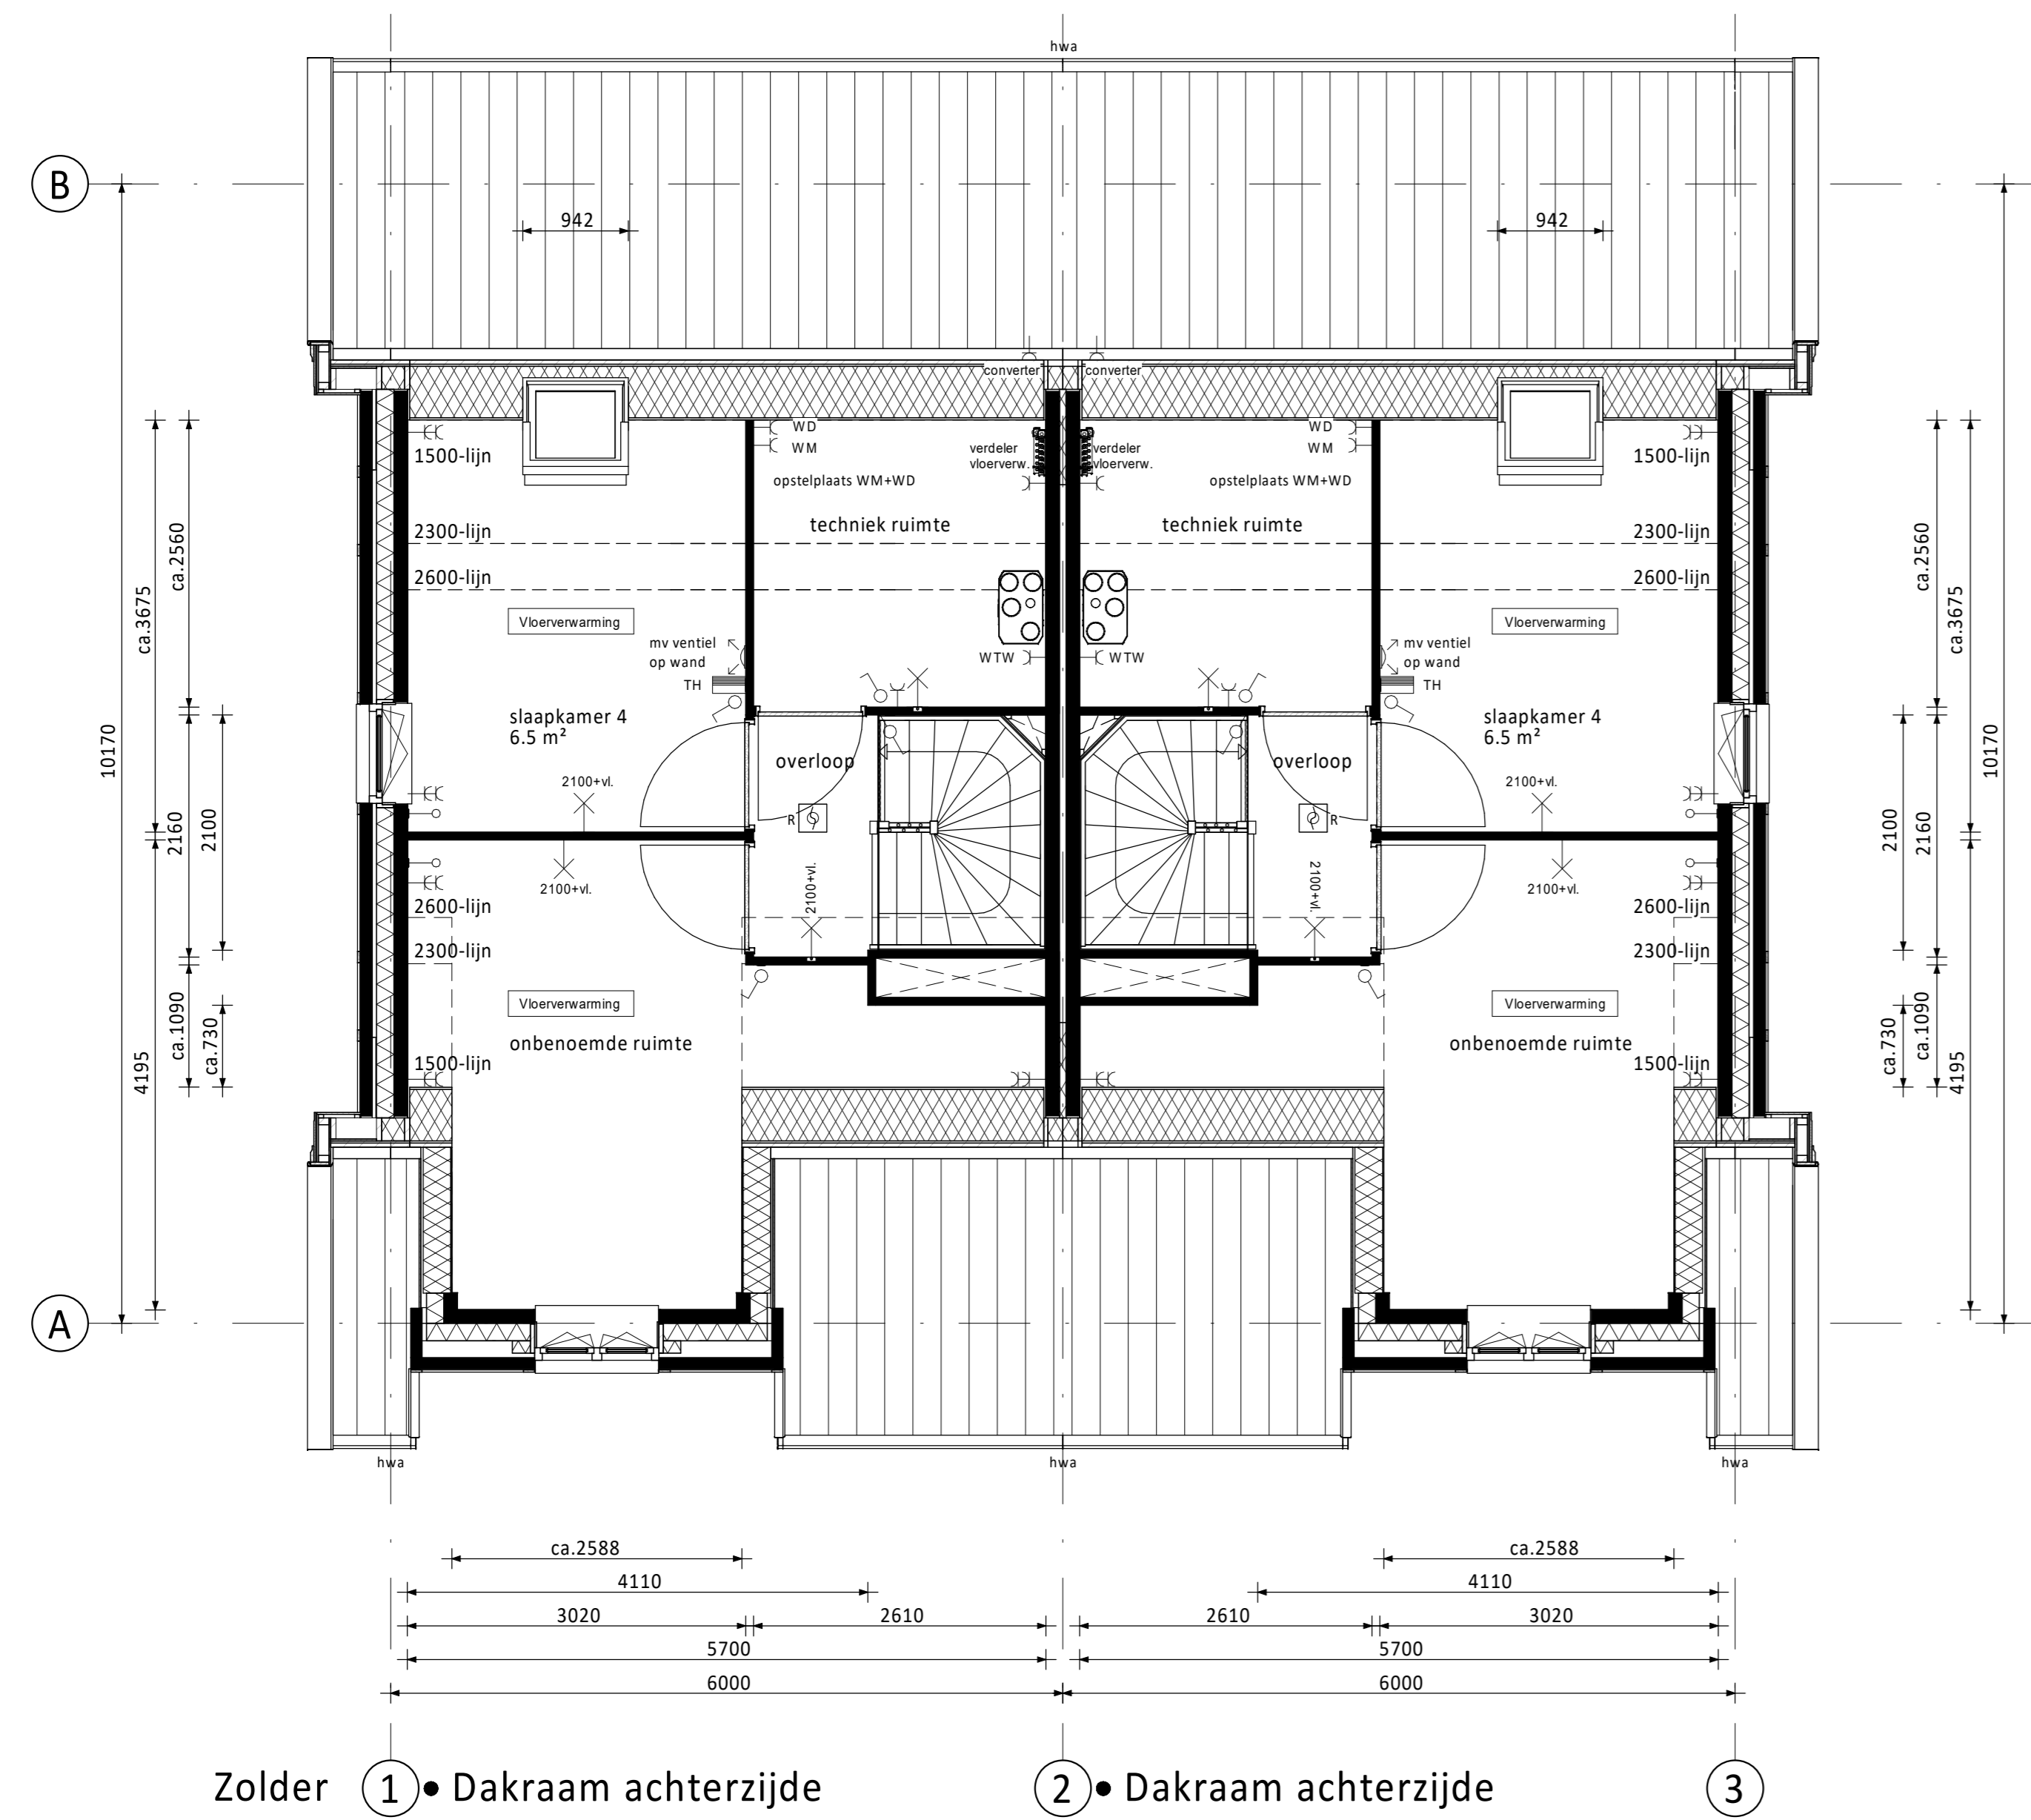 hwa
B
942
942
converter
converter
WD
WM
verdeler
vloerverw.
verdeler
vloerverw.
WD
WM
1500-lijn
1500-lijn
opstelplaats WM+WD
opstelplaats WM+WD
techniek ruimte
techniek ruimte
2300-lijn
2300-lijn
2600-lijn
2600-lijn
Vloerverwarming
Vloerverwarming
mv ventiel
op wand
TH
WTW
WTW
mv ventiel
op wand
TH
slaapkamer 4
6.5 m²
slaapkamer 4
6.5 m²
overloop
overloop
2100+vl.
2100+vl.
R
R
2100+vl.
2100+vl.
2100+vl.
2100+vl.
2600-lijn
2600-lijn
2300-lijn
2300-lijn
Vloerverwarming
Vloerverwarming
onbenoemde ruimte
onbenoemde ruimte
1500-lijn
1500-lijn
10170
ca.3675
4195
ca.2560
2160
2100
ca.1090
ca.730
ca.2560
ca.3675
2100
2160
10170
ca.730
ca.1090
4195
A
hwa
hwa
hwa
ca.2588
ca.2588
4110
4110
3020
2610
2610
3020
5700
5700
6000
6000
Zolder 1 • Dakraam achterzijde 2 • Dakraam achterzijde 3